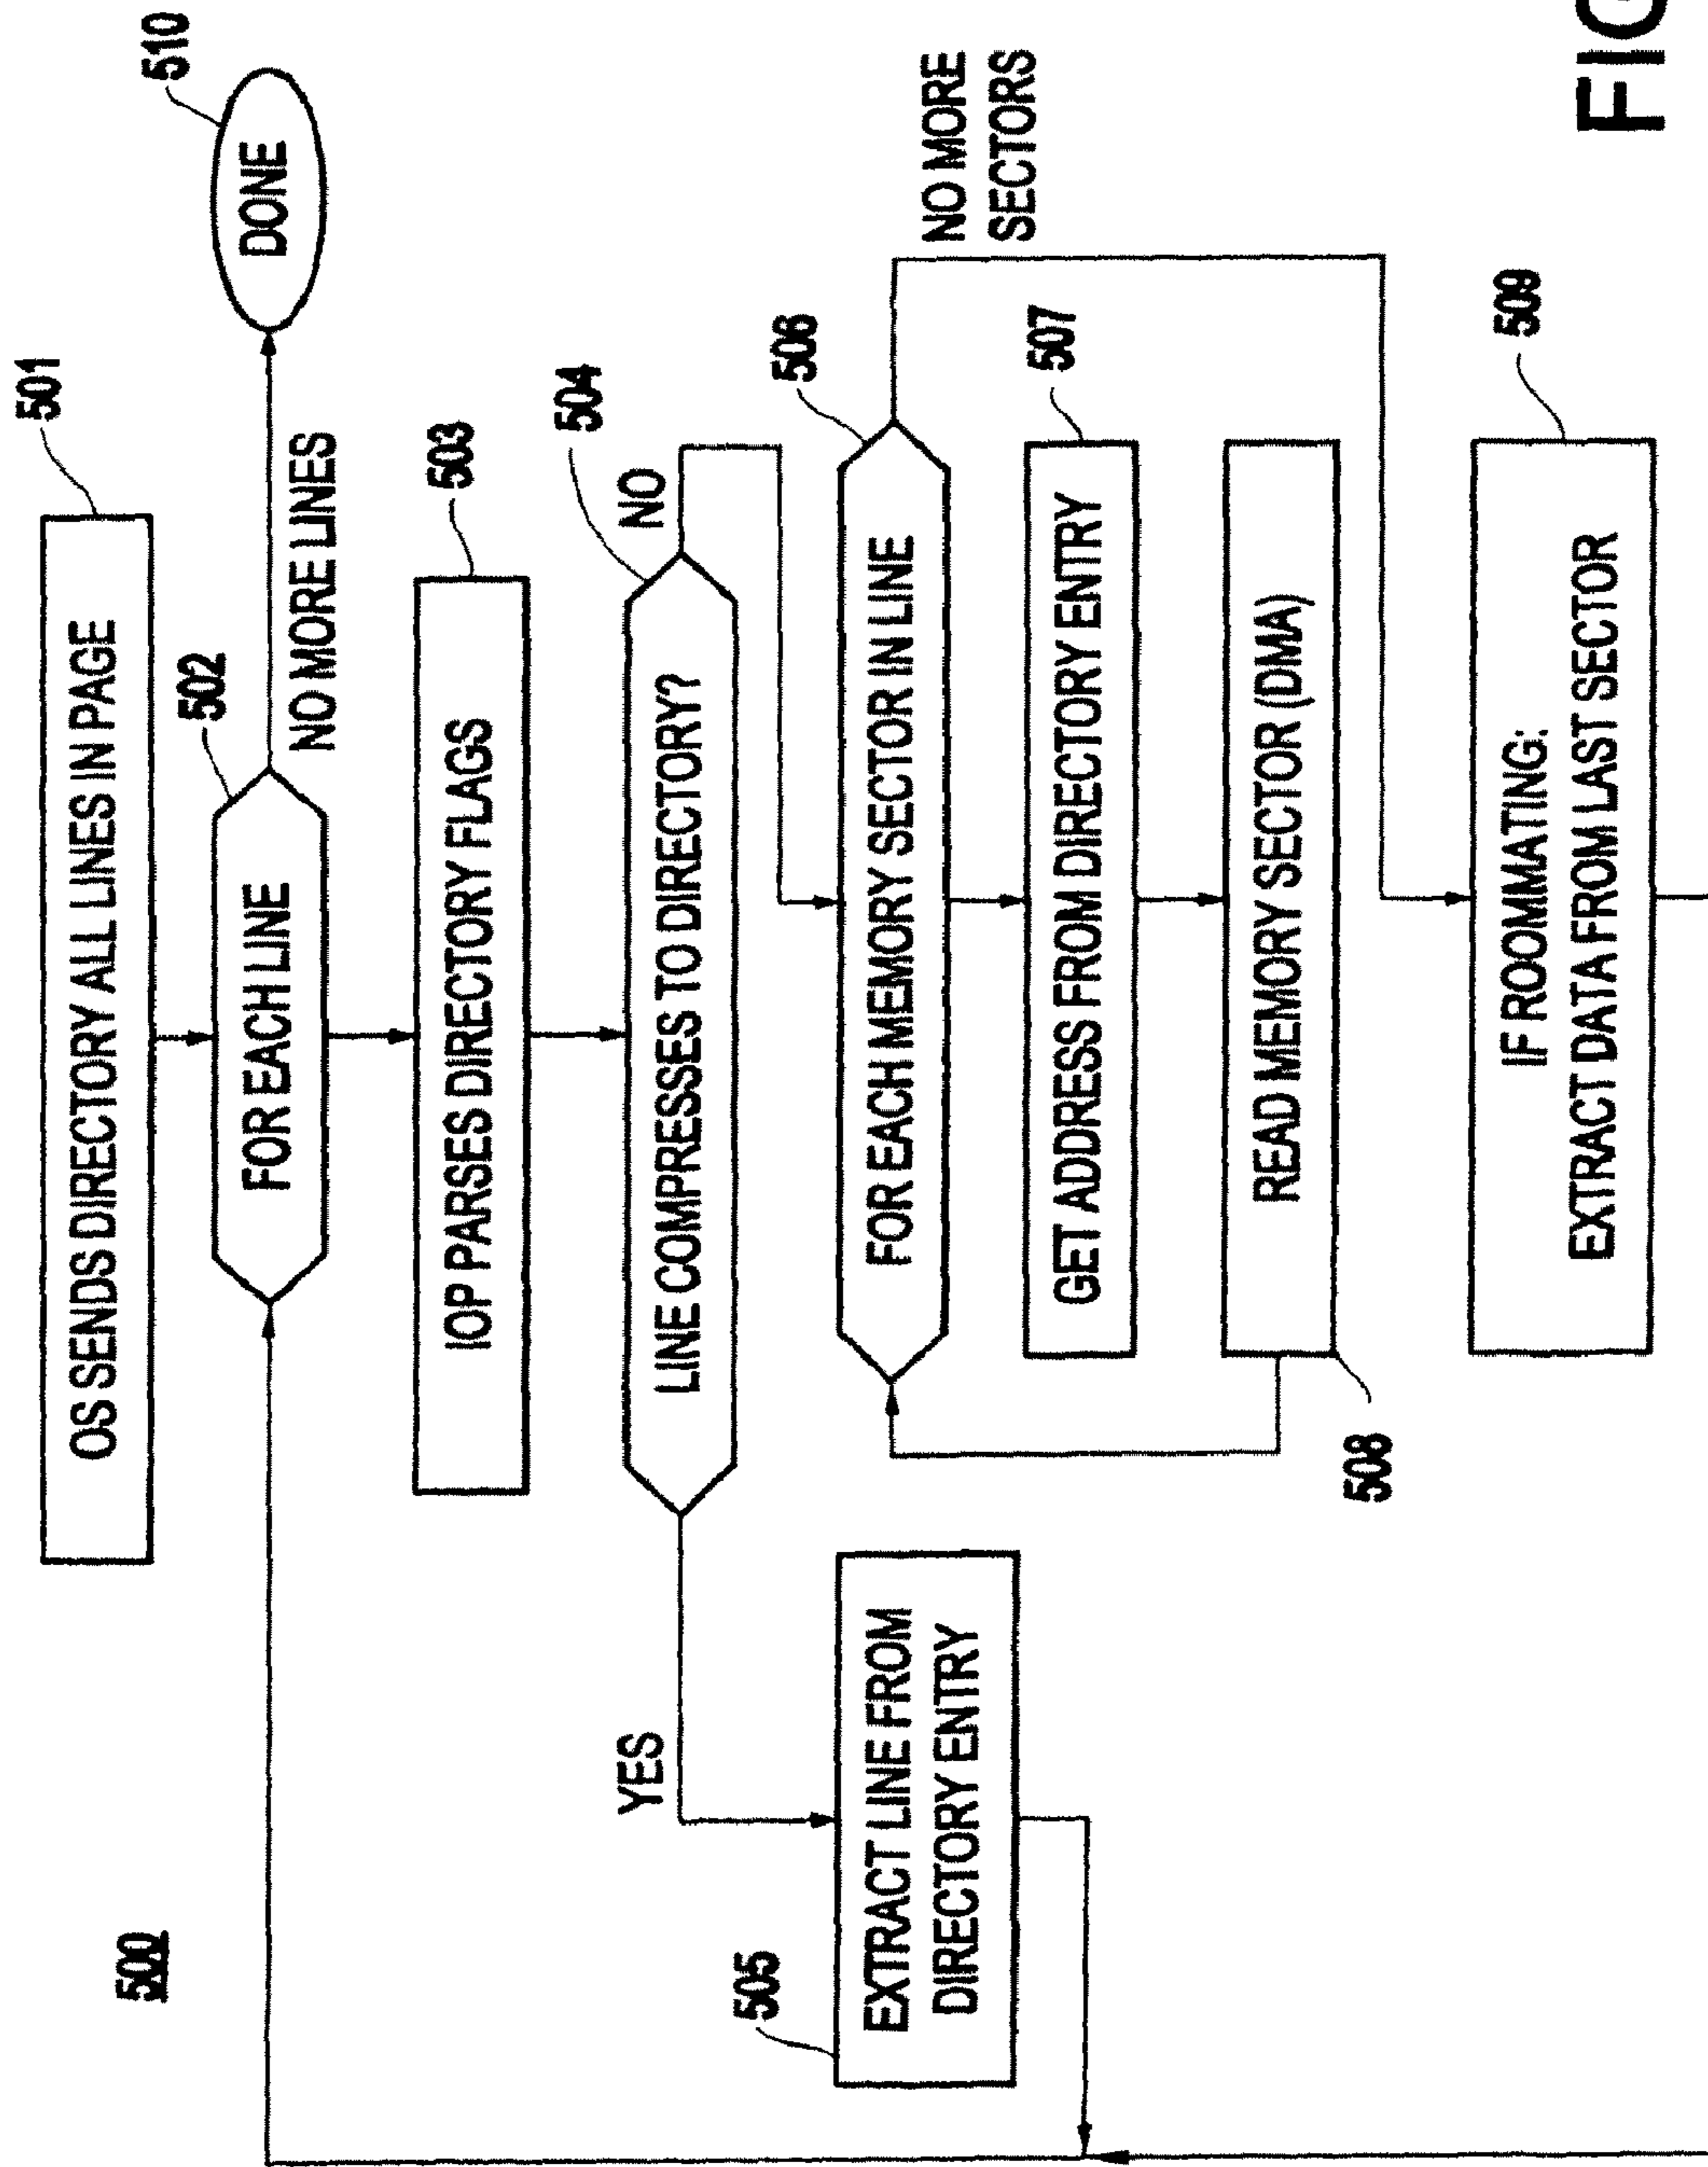 500
501
OS SENDS DIRECTORY ALL LINES IN PAGE
502
FOR EACH LINE
NO MORE LINES
510
DONE
503
IOP PARSES DIRECTORY FLAGS
504
LINE COMPRESSES TO DIRECTORY?
YES
NO
505
EXTRACT LINE FROM
DIRECTORY ENTRY
506
FOR EACH MEMORY SECTOR IN LINE
NO MORE
SECTORS
507
GET ADDRESS FROM DIRECTORY ENTRY
READ MEMORY SECTOR (DMA)
508
509
IF ROOMMATING:
EXTRACT DATA FROM LAST SECTOR